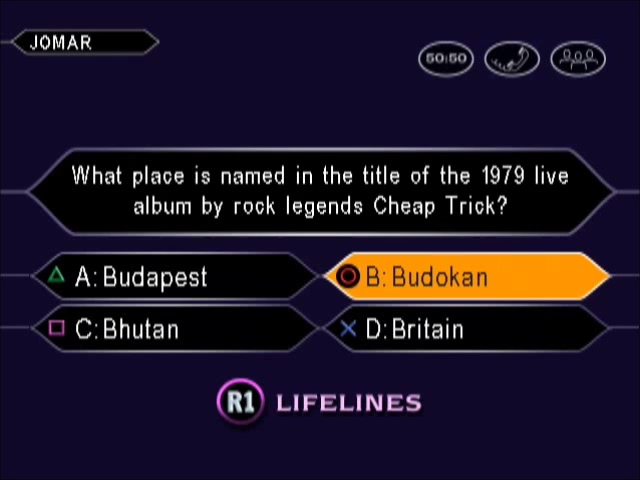 JOMAR
50:50
What place is named in the title of the 1979 live
album by rock legends Cheap Trick?
A: Budapest
B: Budokan
C: Bhutan
D: Britain
R1 LIFELINES